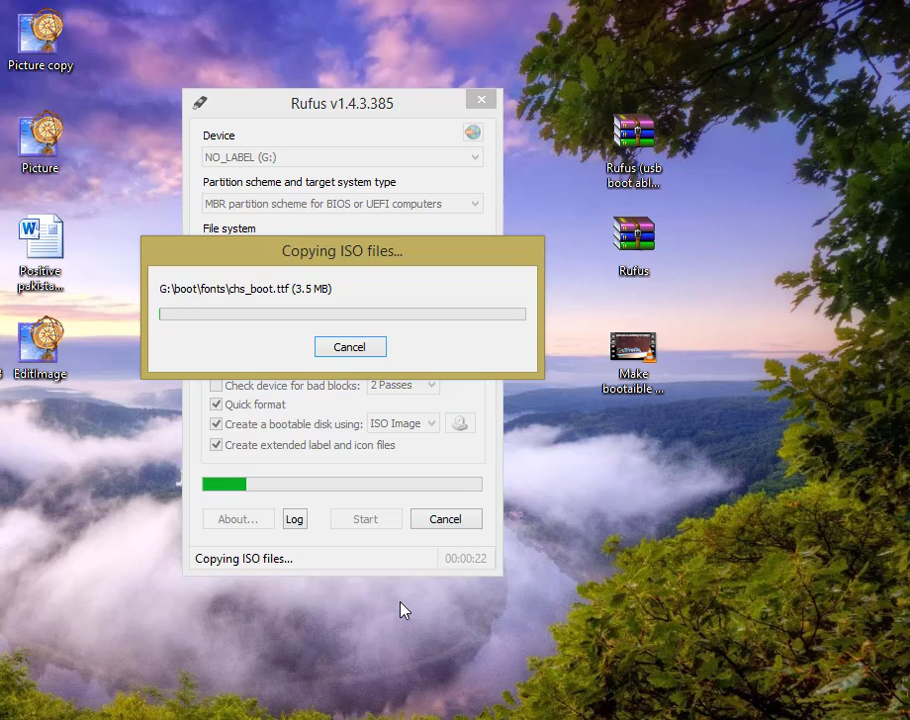 Picture copy
Picture
Positive
pakista...
EditImage
Rufus v1.4.3.385
Device
NO_LABEL (G:)
Partition scheme and target system type
MBR partition scheme for BIOS or UEFI computers
File system
Copying ISO files...
G:\boot\fonts\chs_boot.ttf (3.5 MB)
Cancel
Check device for bad blocks:
2 Passes
Quick format
Create a bootable disk using:
ISO Image
Create extended label and icon files
About...
Log
Start
Cancel
Copying ISO files...
00:00:22
Rufus (usb
boot abl...
Rufus
Make
bootaible ...